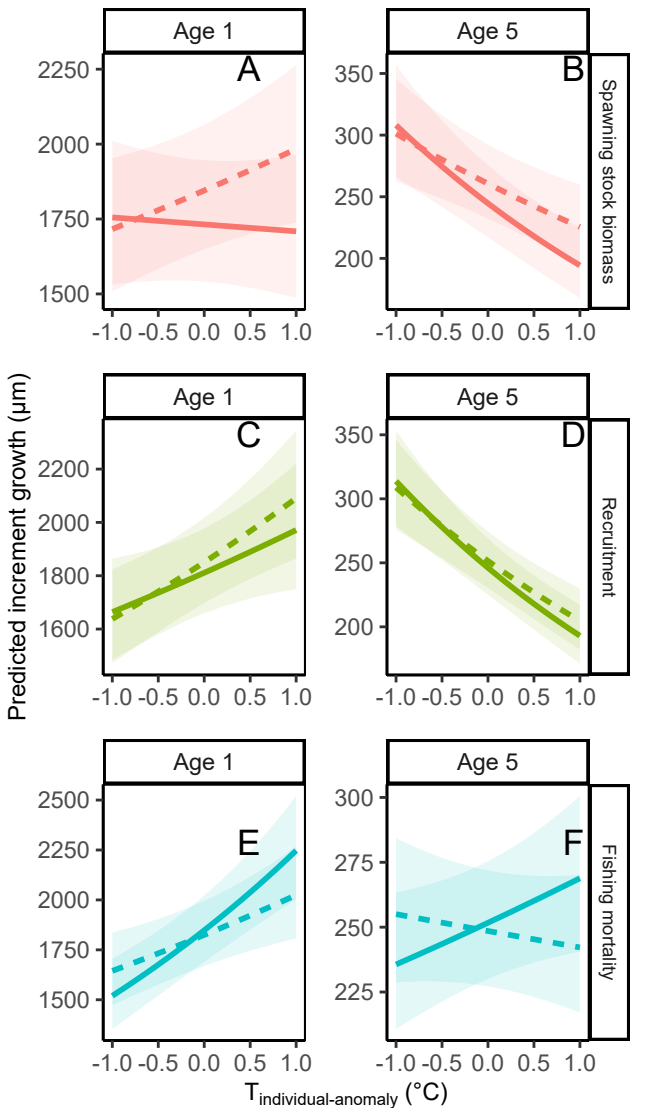 Age 1
Age 5
A
B
2250
2000
1750
1500
350
300
250
200
Spawning stock biomass
-1.0 -0.5 0.0 0.5 1.0
-1.0 -0.5 0.0 0.5 1.0
Predicted increment growth (μm)
Age 1
Age 5
C
D
2200
2000
1800
1600
350
300
250
200
Recruitment
-1.0 -0.5 0.0 0.5 1.0
-1.0 -0.5 0.0 0.5 1.0
Age 1
Age 5
E
F
2500
2250
2000
1750
1500
300
275
250
225
Fishing mortality
-1.0 -0.5 0.0 0.5 1.0
-1.0 -0.5 0.0 0.5 1.0
Tindividual-anomaly (°C)